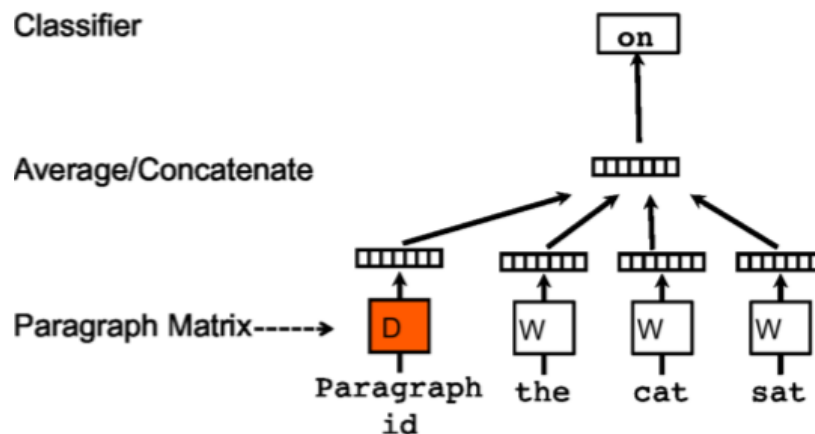 Classifier
on
Average/Concatenate
Paragraph Matrix
D
W
W
W
Paragraph
id
the
cat
sat